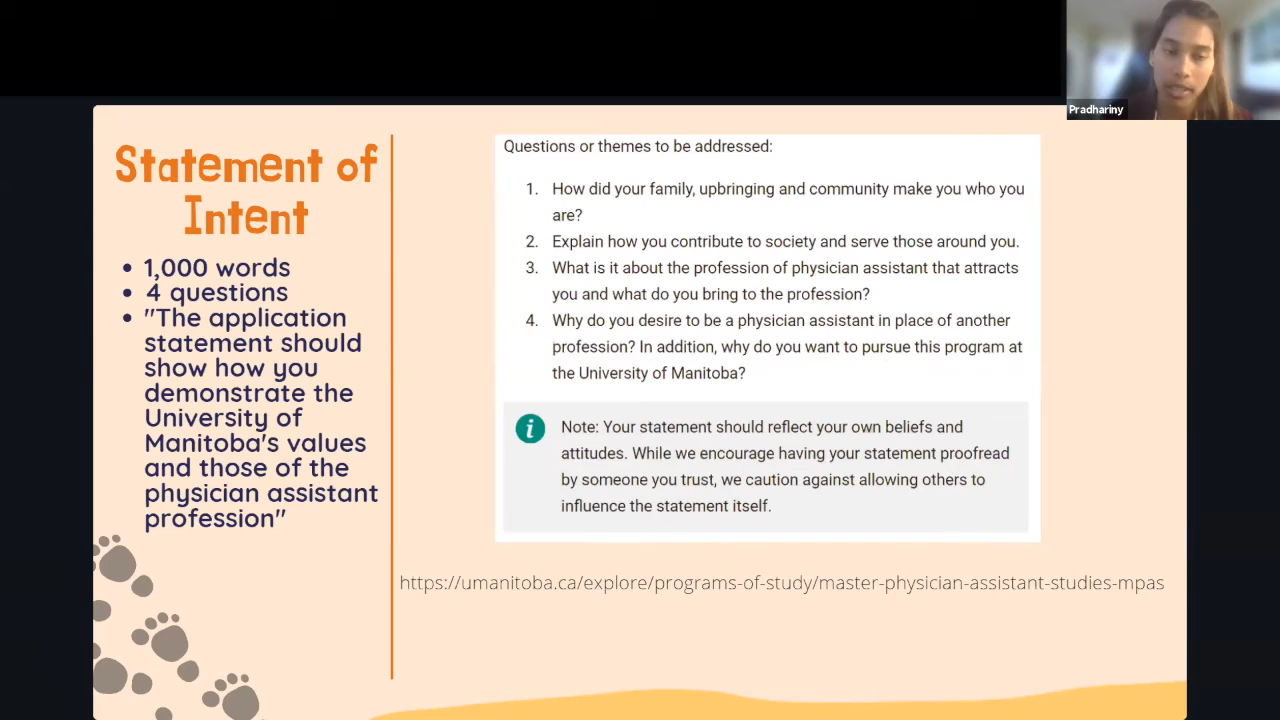 Pradhariny
Statement of
Intent
• 1,000 words
• 4 questions
• "The application
statement should
show how you
demonstrate the
University of
Manitoba's values
and those of the
physician assistant
profession"
Questions or themes to be addressed:
1. How did your family, upbringing and community make you who you
are?
2. Explain how you contribute to society and serve those around you.
3. What is it about the profession of physician assistant that attracts
you and what do you bring to the profession?
4. Why do you desire to be a physician assistant in place of another
profession? In addition, why do you want to pursue this program at
the University of Manitoba?
i
Note: Your statement should reflect your own beliefs and
attitudes. While we encourage having your statement proofread
by someone you trust, we caution against allowing others to
influence the statement itself.
https://umanitoba.ca/explore/programs-of-study/master-physician-assistant-studies-mpas